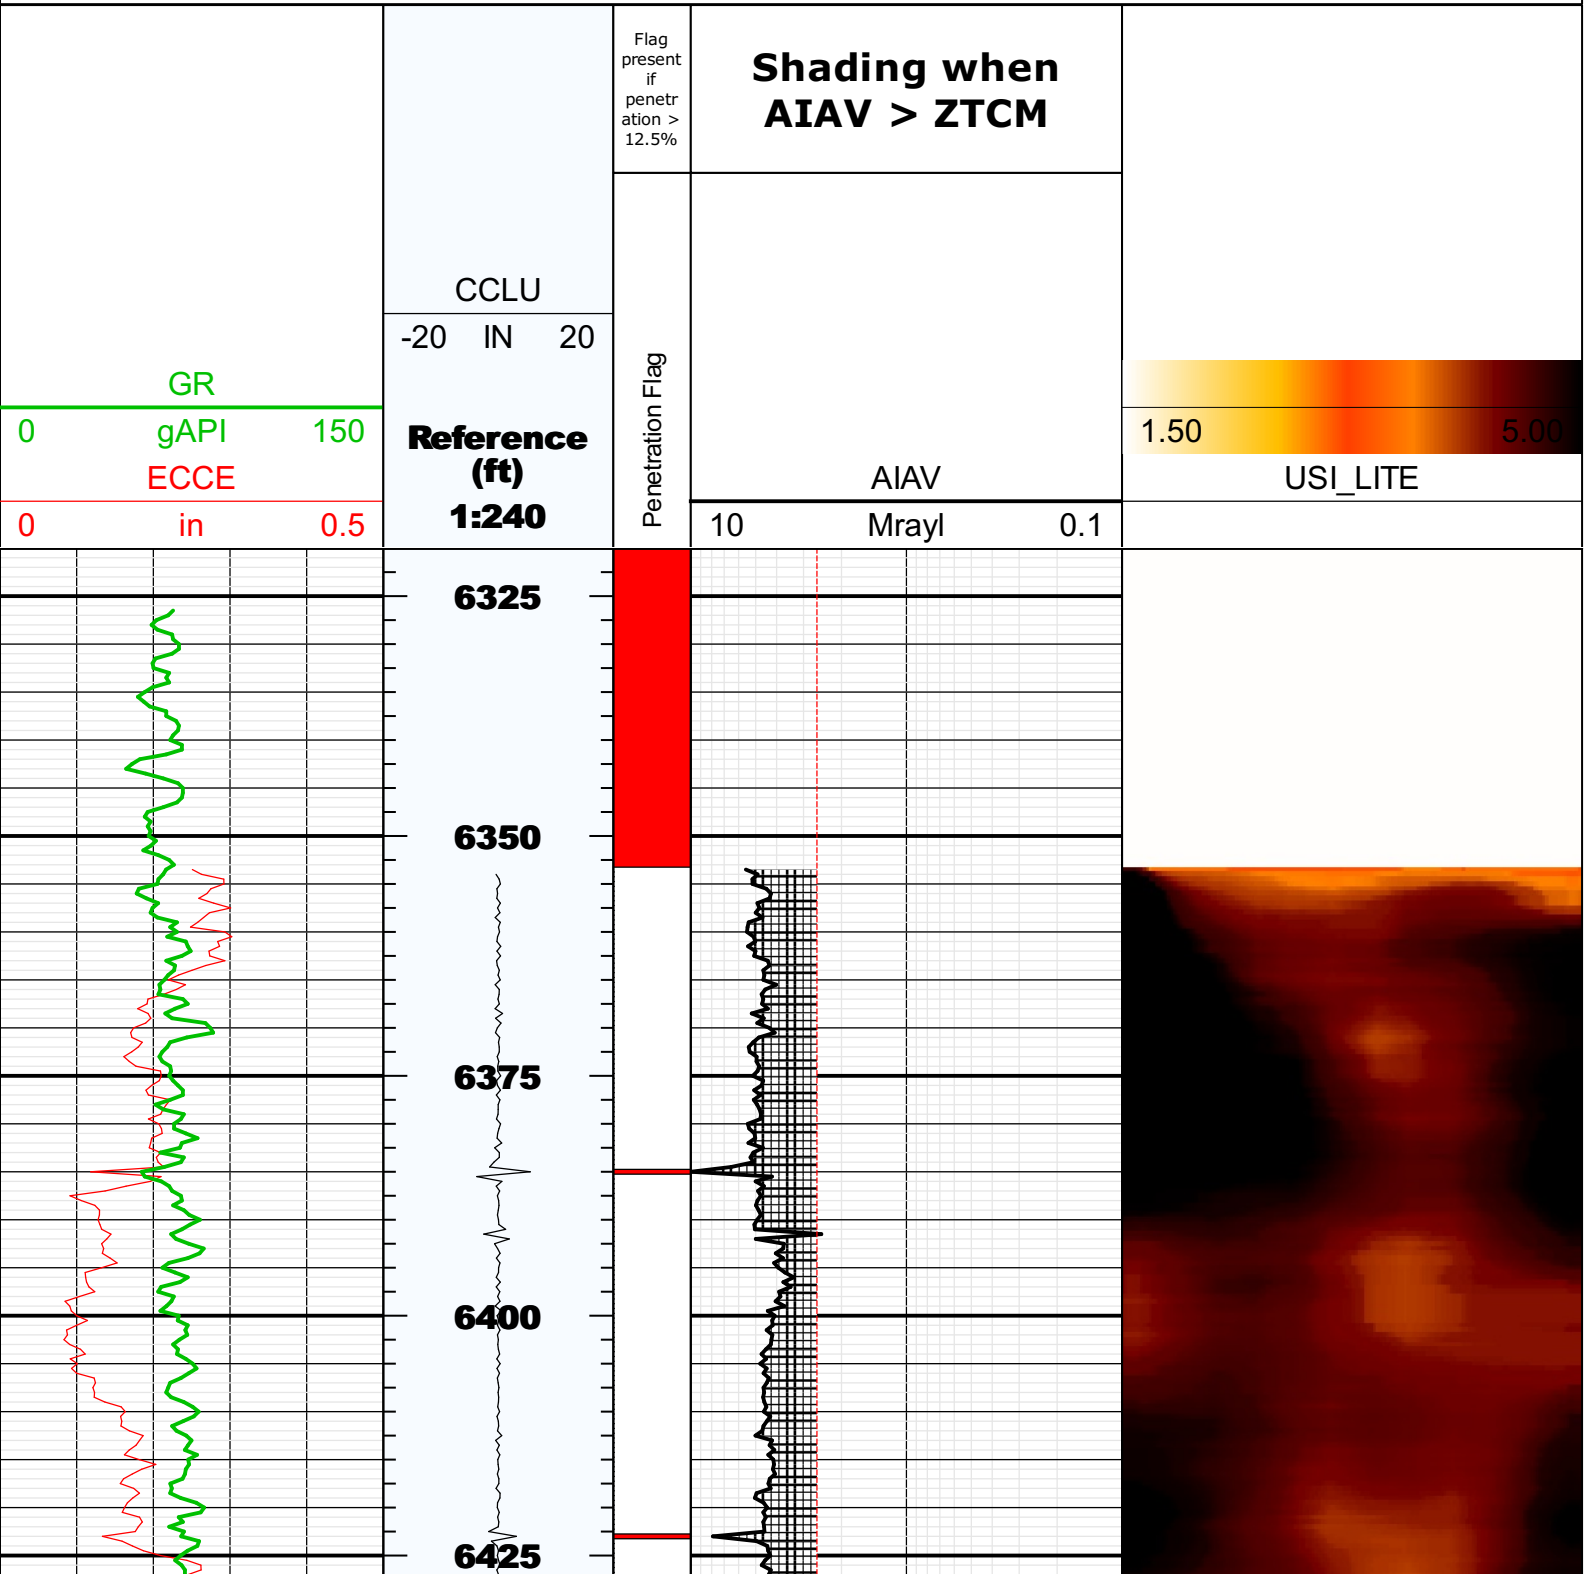 Flag
present
if
penetr
ation >
12.5%
Shading when
AIAV > ZTCM
CCLU
-20 IN 20
GR
0 gAPI 150
ECCE
0 in 0.5
Reference
(ft)
1:240
Penetration Flag
AIAV
10 Mrayl 0.1
1.50 5.00
USI_LITE
6325
6350
6375
6400
6425